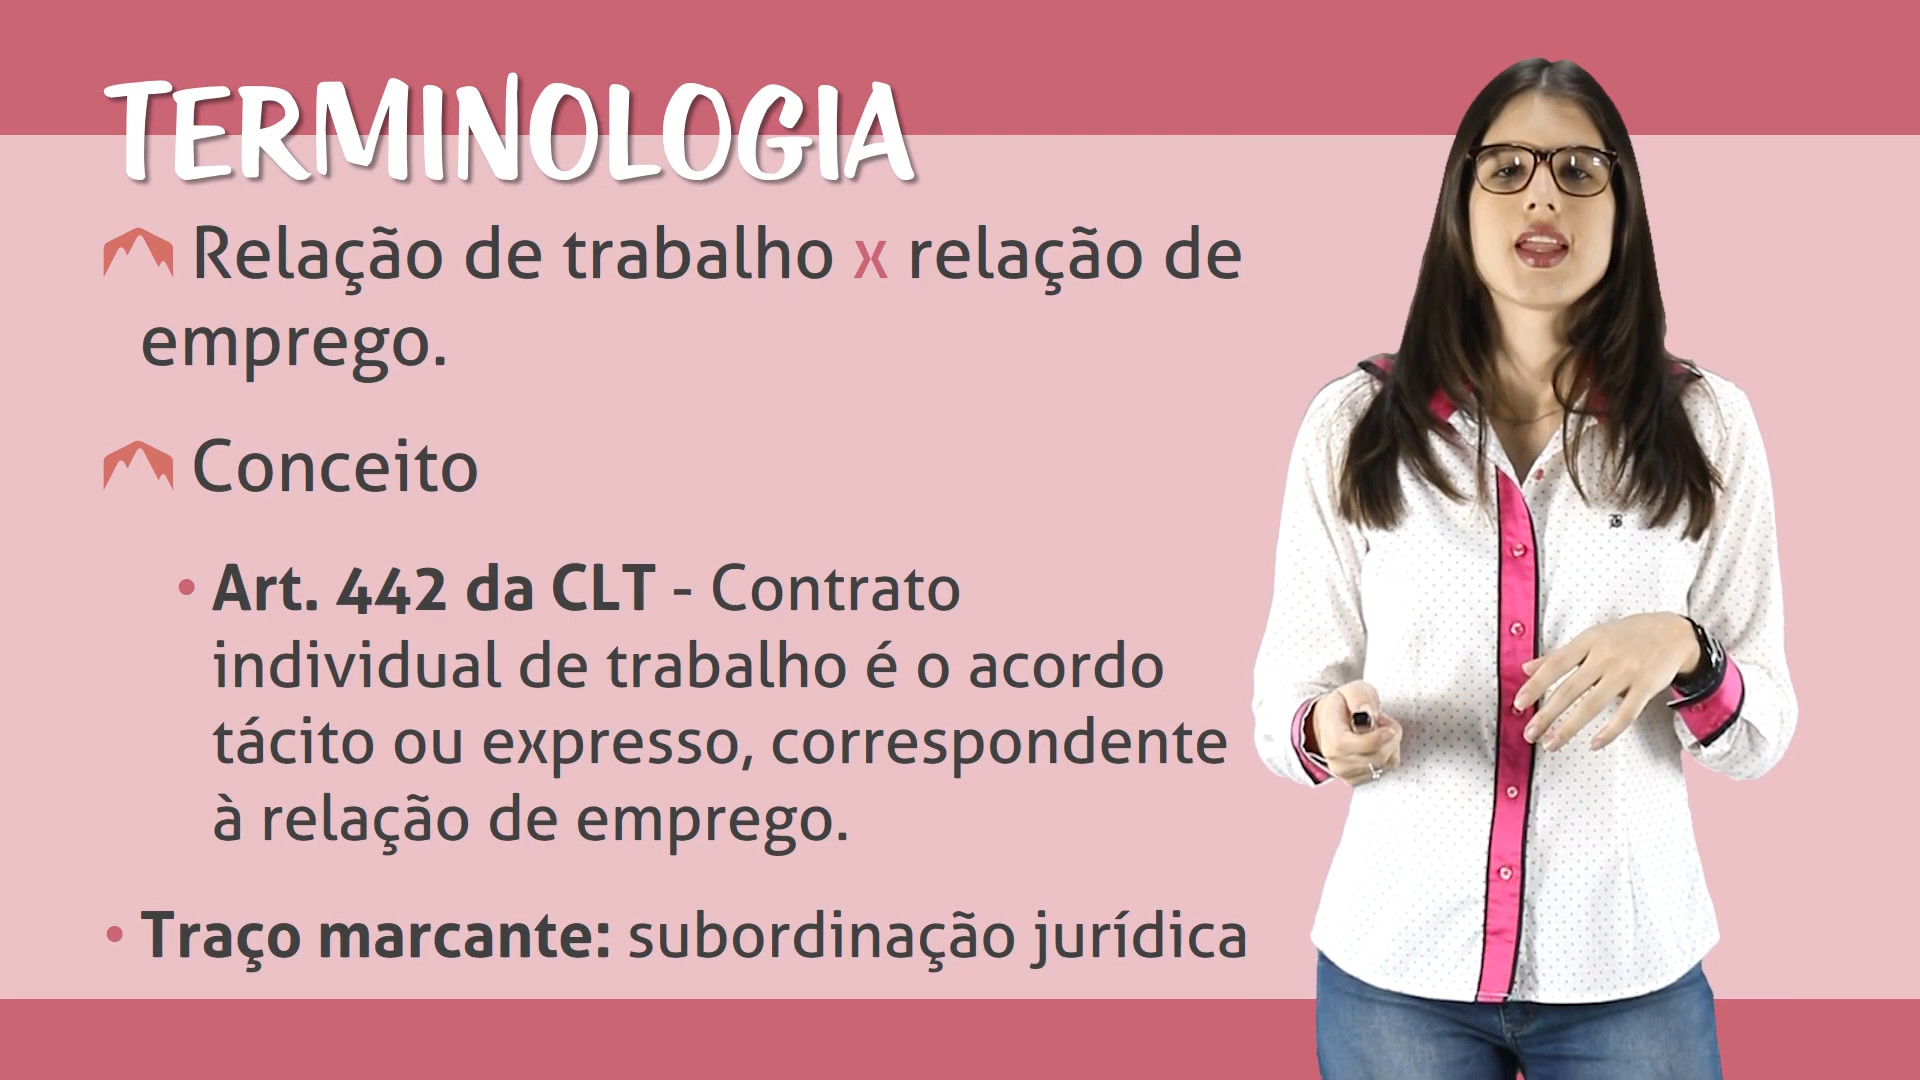 TERMINOLOGIA
Relação de trabalho x relação de
emprego.
Conceito
• Art. 442 da CLT - Contrato
individual de trabalho é o acordo
tácito ou expresso, correspondente
à relação de emprego.
• Traço marcante: subordinação jurídica